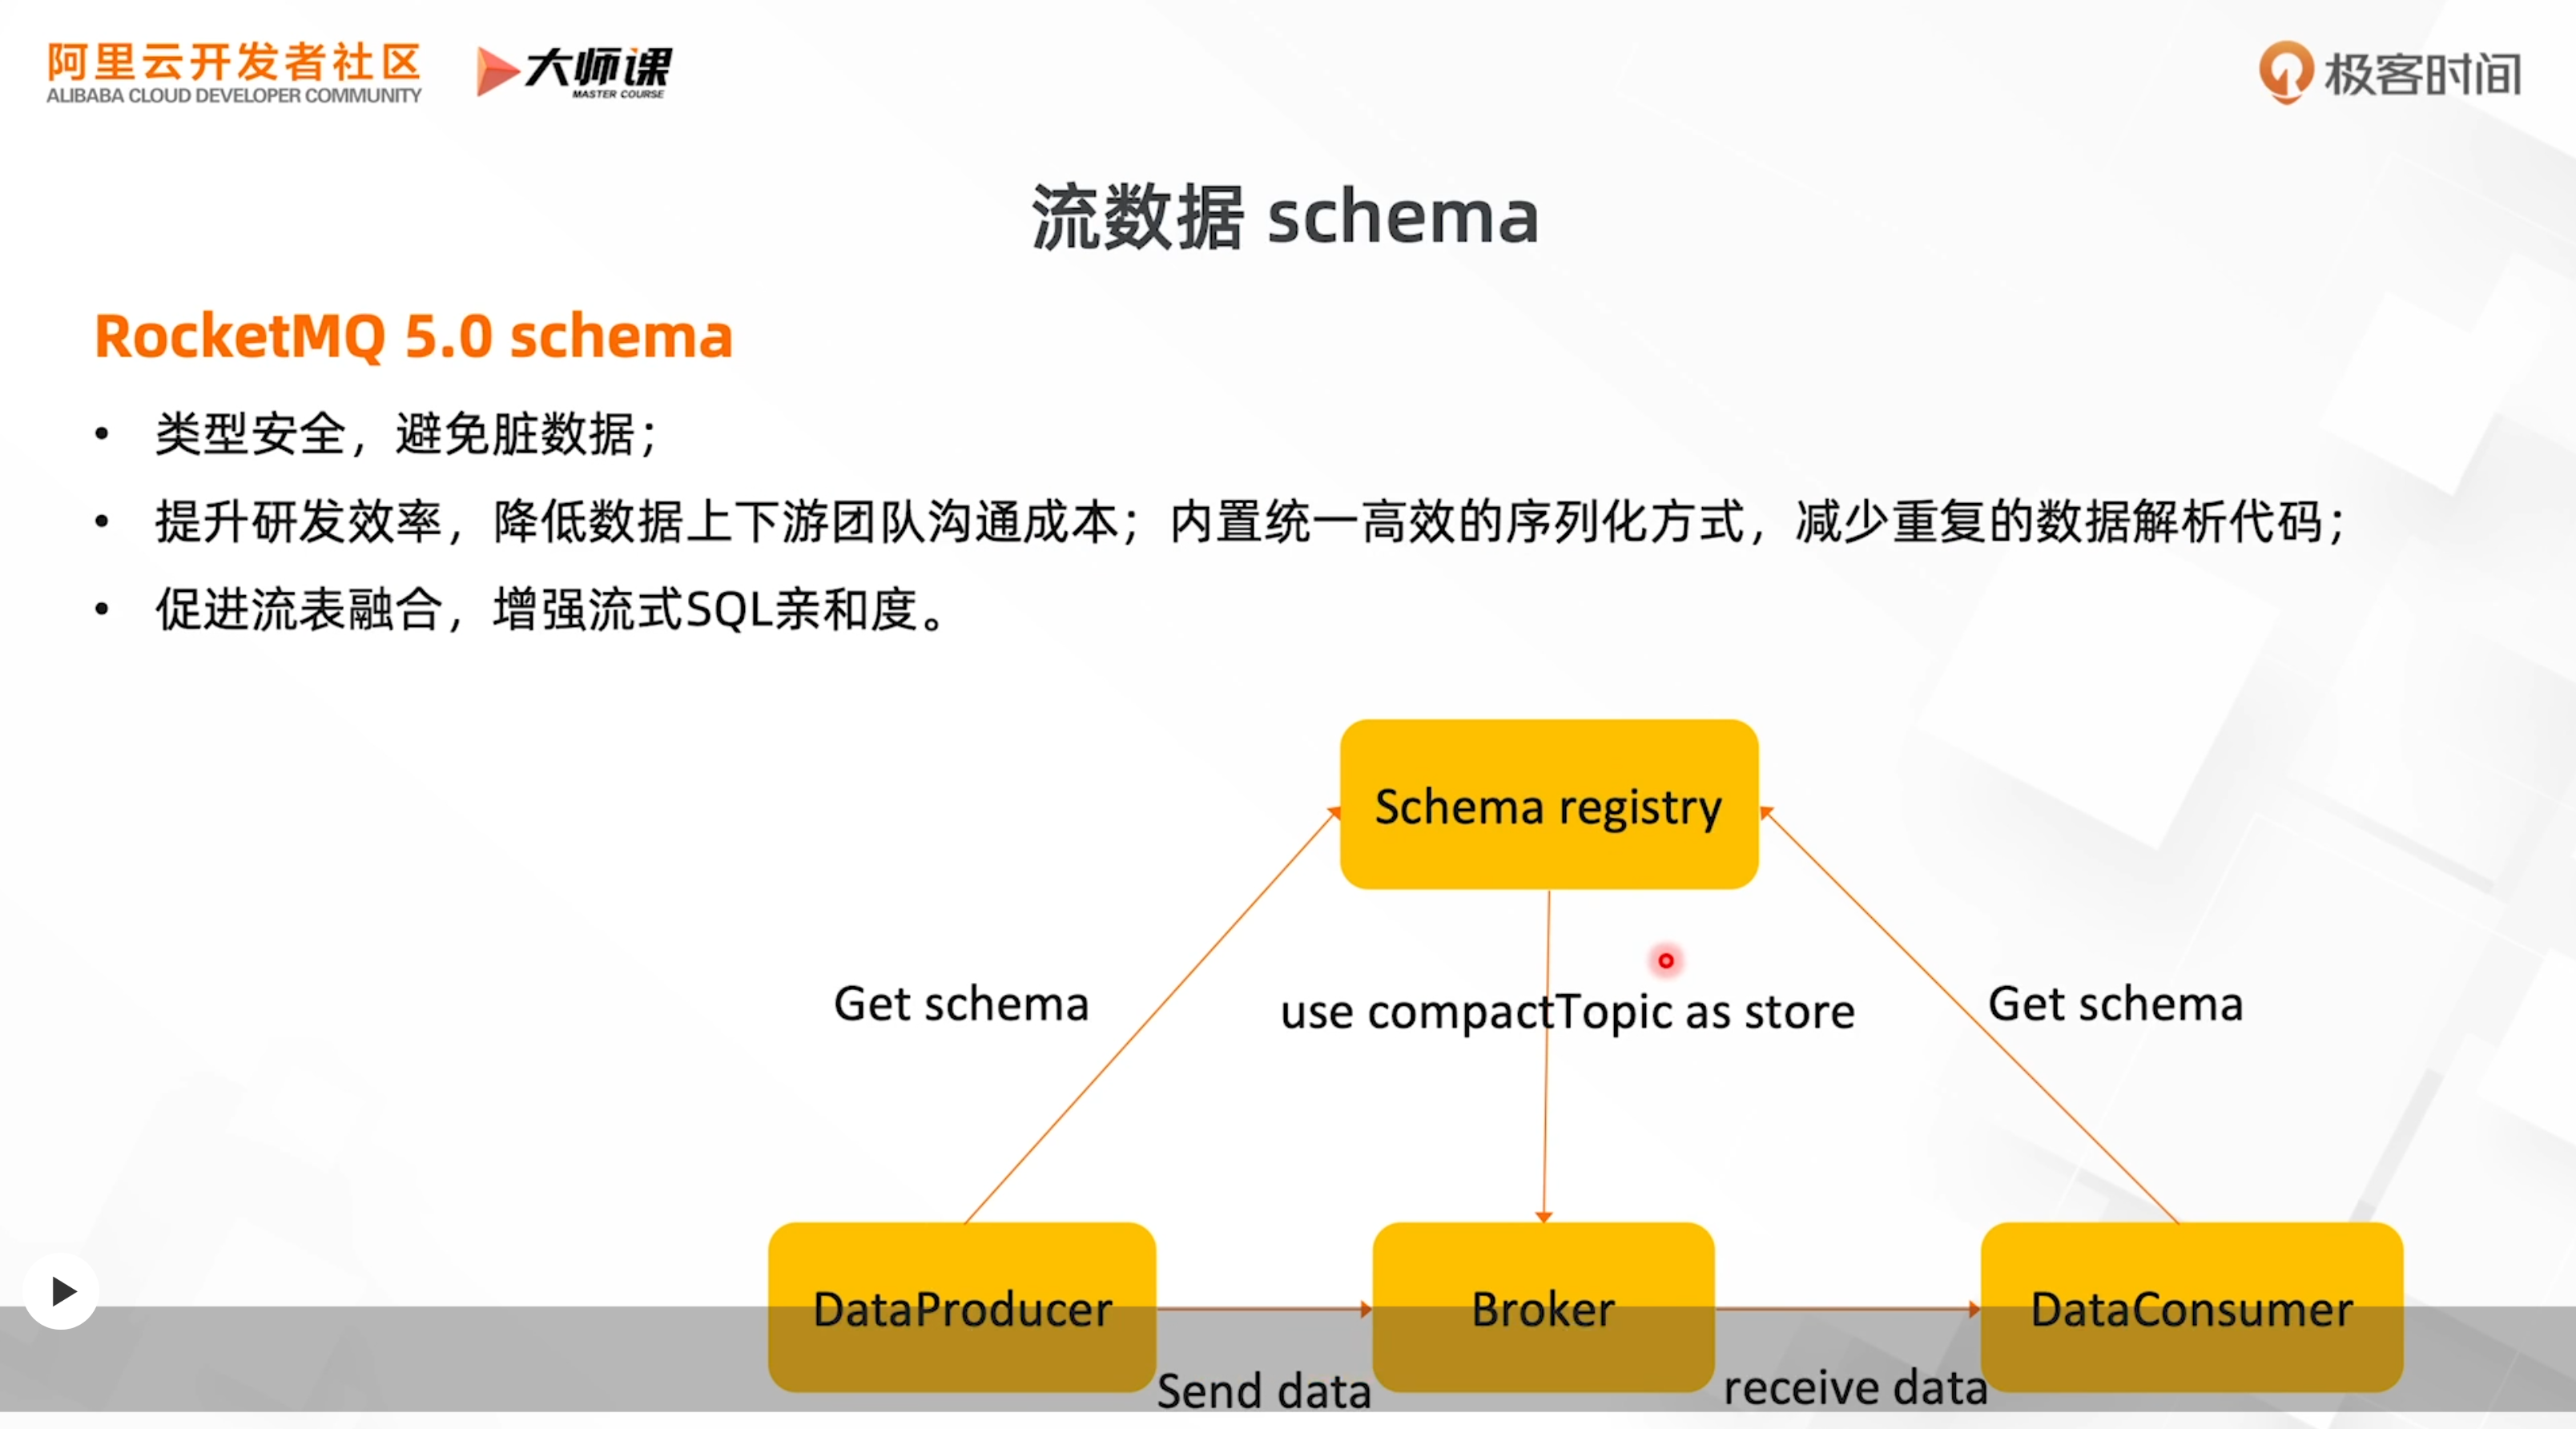 阿里云开发者社区
ALIBABA CLOUD DEVELOPER COMMUNITY
大师课
MASTER COURSE
极客时间
流数据 schema
RocketMQ 5.0 schema
• 类型安全，避免脏数据；
• 提升研发效率，降低数据上下游团队沟通成本；内置统一高效的序列化方式，减少重复的数据解析代码；
• 促进流表融合，增强流式SQL亲和度。
Schema registry
Get schema
use compactTopic as store
Get schema
DataProducer
Broker
DataConsumer
Send data
receive data